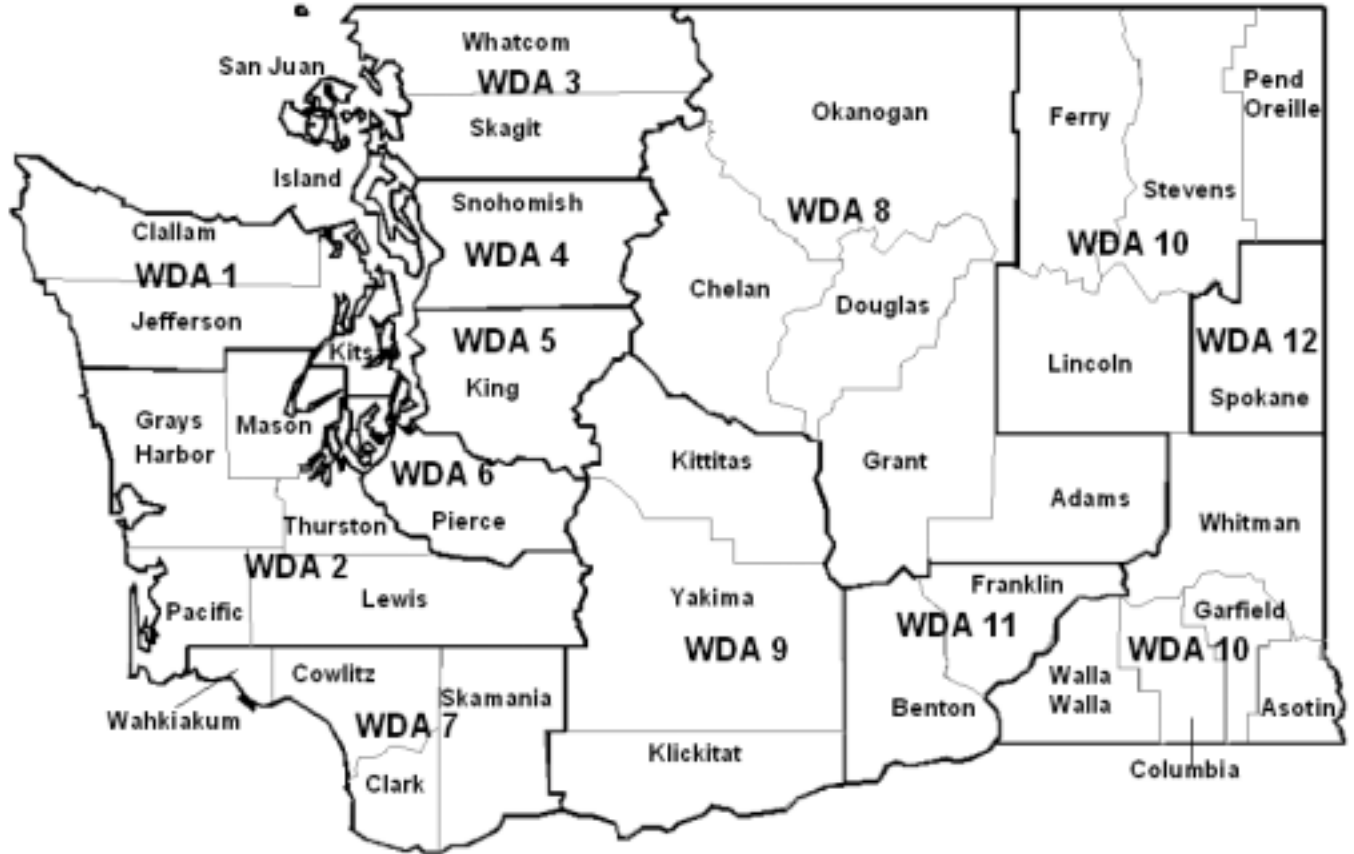 Whatcom
San Juan
WDA 3
Pend
Oreille
Okanogan
Ferry
Skagit
Island
Stevens
Snohomish
WDA 8
Clallam
WDA 10
WDA 4
WDA 1
Chelan
Douglas
Jefferson
WDA 5
WDA 12
Kits
Lincoln
King
Spokane
Grays
Harbor
Mason
Kittitas
Grant
WDA 6
Adams
Thurston
Pierce
Whitman
WDA 2
Franklin
Lewis
Yakima
Pacific
Garfield
WDA 11
WDA 9
WDA 10
Cowlitz
Skamania
Walla
Walla
Wahkiakum
WDA 7
Benton
Asotin
Klickitat
Columbia
Clark